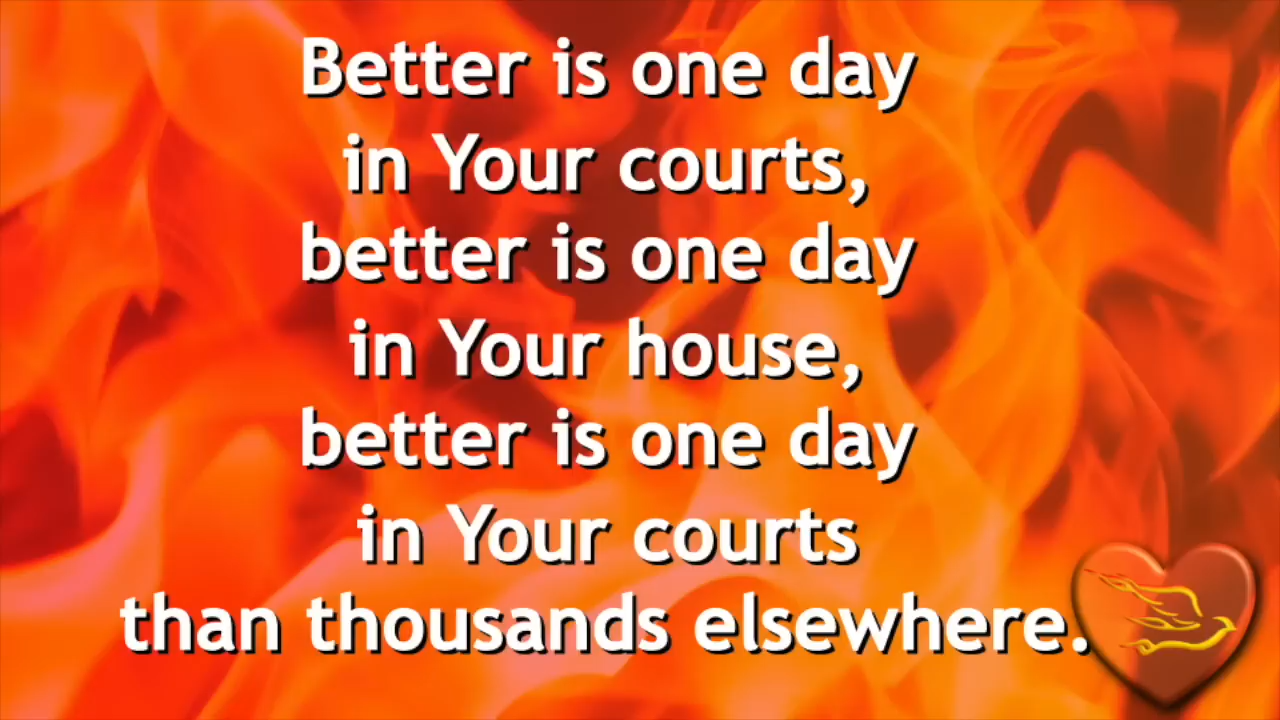 Better is one day
in Your courts,
better is one day
in Your house,
better is one day
in Your courts
than thousands elsewhere.